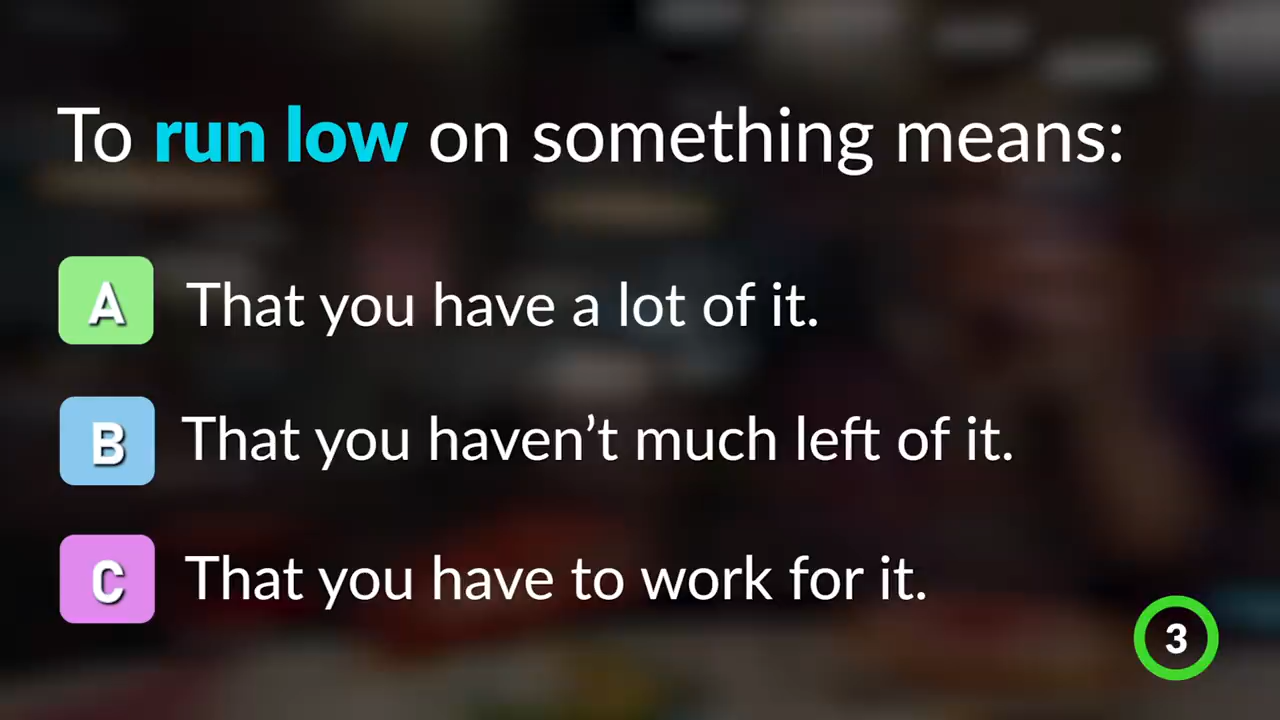 To run low on something means:
A That you have a lot of it.
B That you haven’t much left of it.
C That you have to work for it.
3